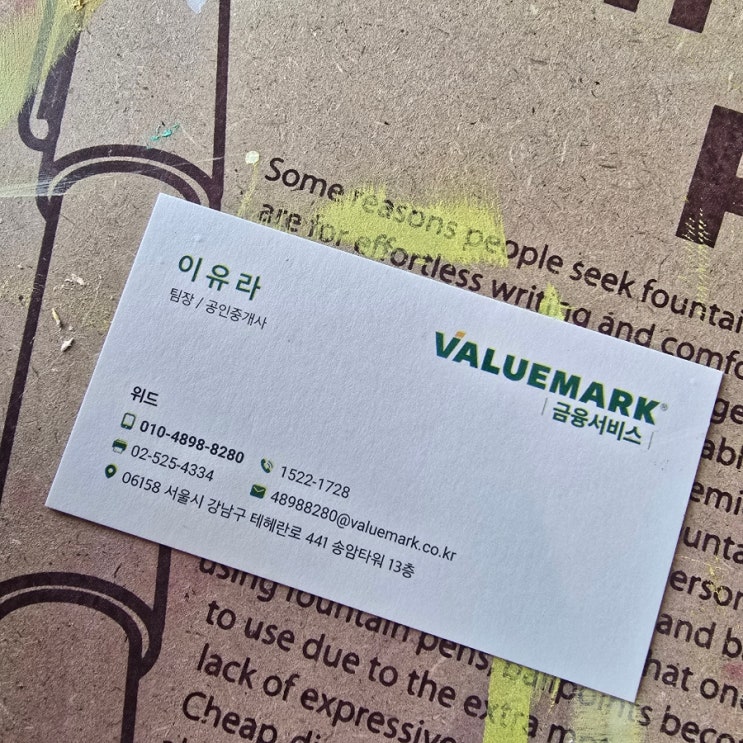 Some reasons people seek fountai
are for effortless writing and comfo
이유라
팀장 / 공인중개사
VALUEMARK®
금융서비스
위드
010-4898-8280
02-525-4334
1522-1728
48988280@valuemark.co.kr
06158 서울시 강남구 테헤란로 441 송암타워 13층
using fountain pens, ballpoints beco
to use due to the extra m
lack of expressive
Cheap, di